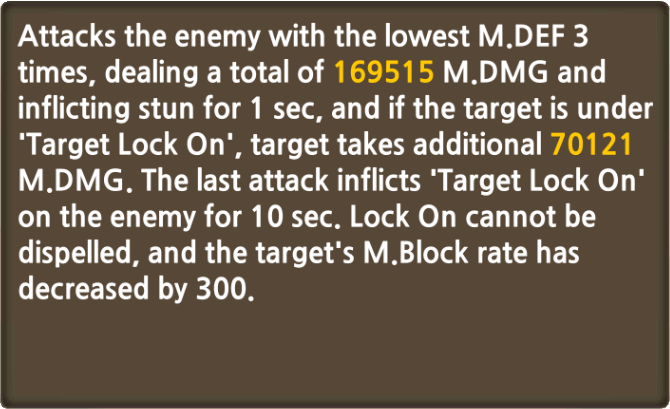 Attacks the enemy with the lowest M.DEF 3
times, dealing a total of 169515 M.DMG and
inflicting stun for 1 sec, and if the target is under
'Target Lock On', target takes additional 70121
M.DMG. The last attack inflicts 'Target Lock On'
on the enemy for 10 sec. Lock On cannot be
dispelled, and the target's M.Block rate has
decreased by 300.